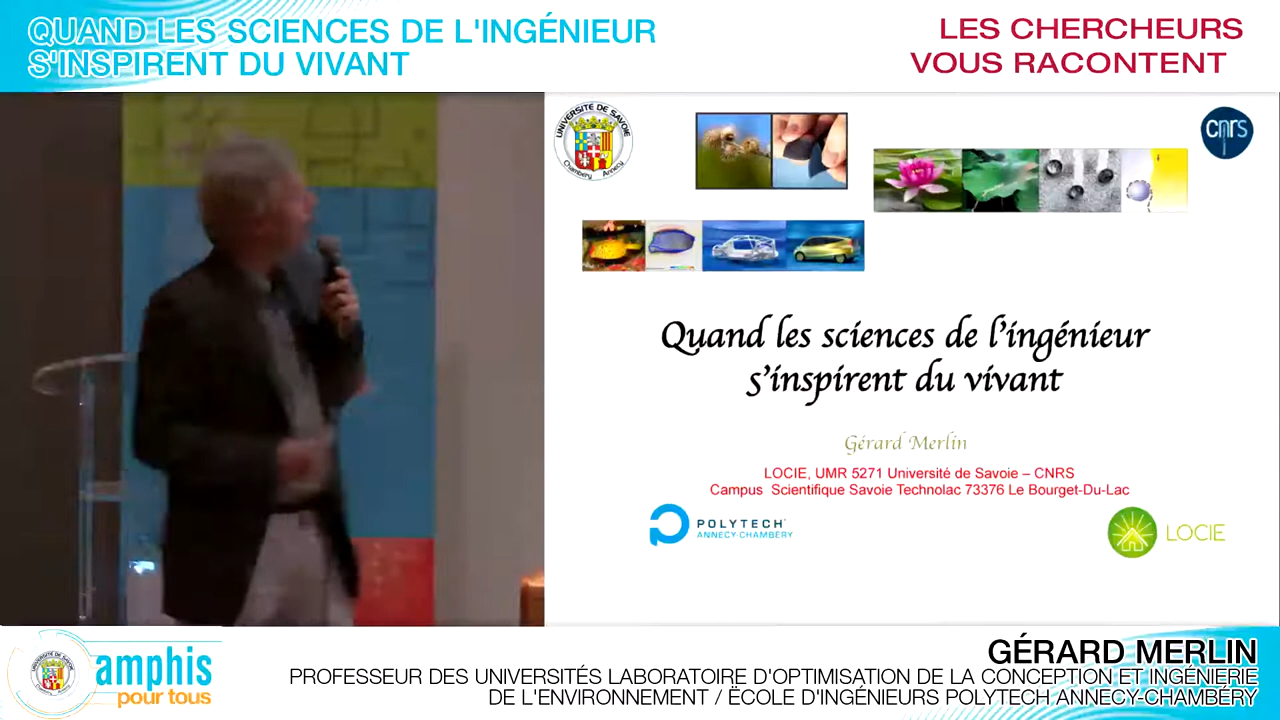 QUAND LES SCIENCES DE L'INGÉNIEUR
S'INSPIRENT DU VIVANT
LES CHERCHEURS
VOUS RACONTENT
UNIVERSITÉ DE SAVOIE
Chambéry Annecy
cnrs
Quand les sciences de l'ingénieur
s'inspirent du vivant
Gérard Merlin
LOCIE, UMR 5271 Université de Savoie – CNRS
Campus Scientifique Savoie Technolac 73376 Le Bourget-Du-Lac
POLYTECH
ANNECY-CHAMBÉRY
LOCIE
amphis
pour tous
GÉRARD MERLIN
PROFESSEUR DES UNIVERSITÉS LABORATOIRE D'OPTIMISATION DE LA CONCEPTION ET INGÉNIERIE
DE L'ENVIRONNEMENT / ËCOLE D'INGÉNIEURS POLYTECH ANNECY-CHAMBÉRY